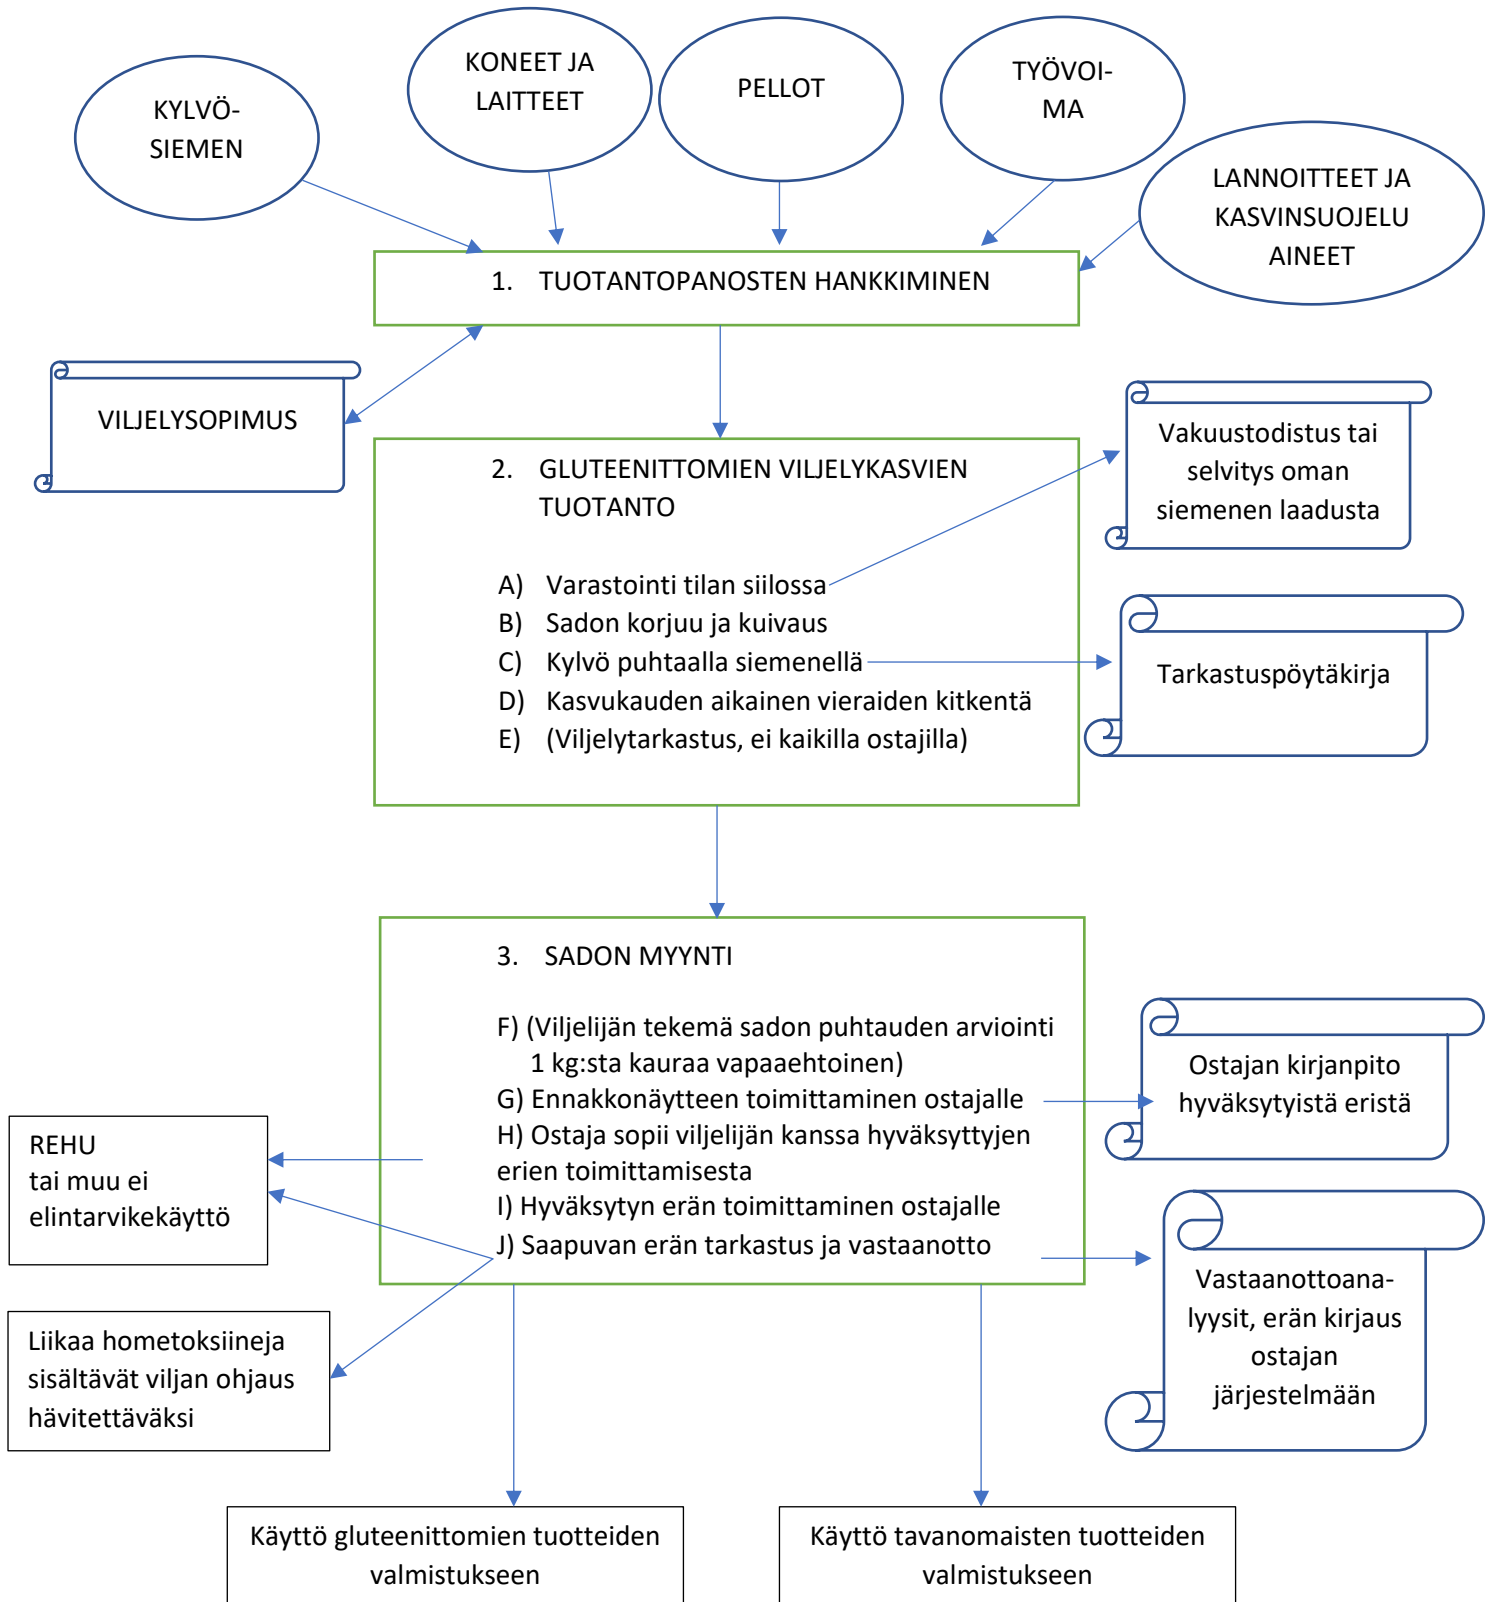 KYLVÖ-
SIEMEN
KONEET JA
LAITTEET
PELLOT
TYÖVOI-
MA
LANNOITTEET JA
KASVINSUOJELU
AINEET
1. TUOTANTOPANOSTEN HANKKIMINEN
VILJELYSOPIMUS
2. GLUTEENITTOMIEN VILJELYKASVIEN
TUOTANTO
A) Varastointi tilan siilossa
B) Sadon korjuu ja kuivaus
C) Kylvö puhtaalla siemenellä
D) Kasvukauden aikainen vieraiden kitkentä
E) (Viljelytarkastus, ei kaikilla ostajilla)
Vakuustodistus tai
selvitys oman
siemenen laadusta
Tarkastuspöytäkirja
3. SADON MYYNTI
F) (Viljelijän tekemä sadon puhtauden arviointi
1 kg:sta kauraa vapaaehtoinen)
G) Ennakkonäytteen toimittaminen ostajalle
H) Ostaja sopii viljelijän kanssa hyväksyttyjen
erien toimittamisesta
I) Hyväksytyn erän toimittaminen ostajalle
J) Saapuvan erän tarkastus ja vastaanotto
Ostajan kirjanpito
hyväksytyistä eristä
Vastaanottoana-
lyysit, erän kirjaus
ostajan
järjestelmään
REHU
tai muu ei
elintarvikekäyttö
Liikaa hometoksiineja
sisältävät viljan ohjaus
hävitettäväksi
Käyttö gluteenittomien tuotteiden
valmistukseen
Käyttö tavanomaisten tuotteiden
valmistukseen